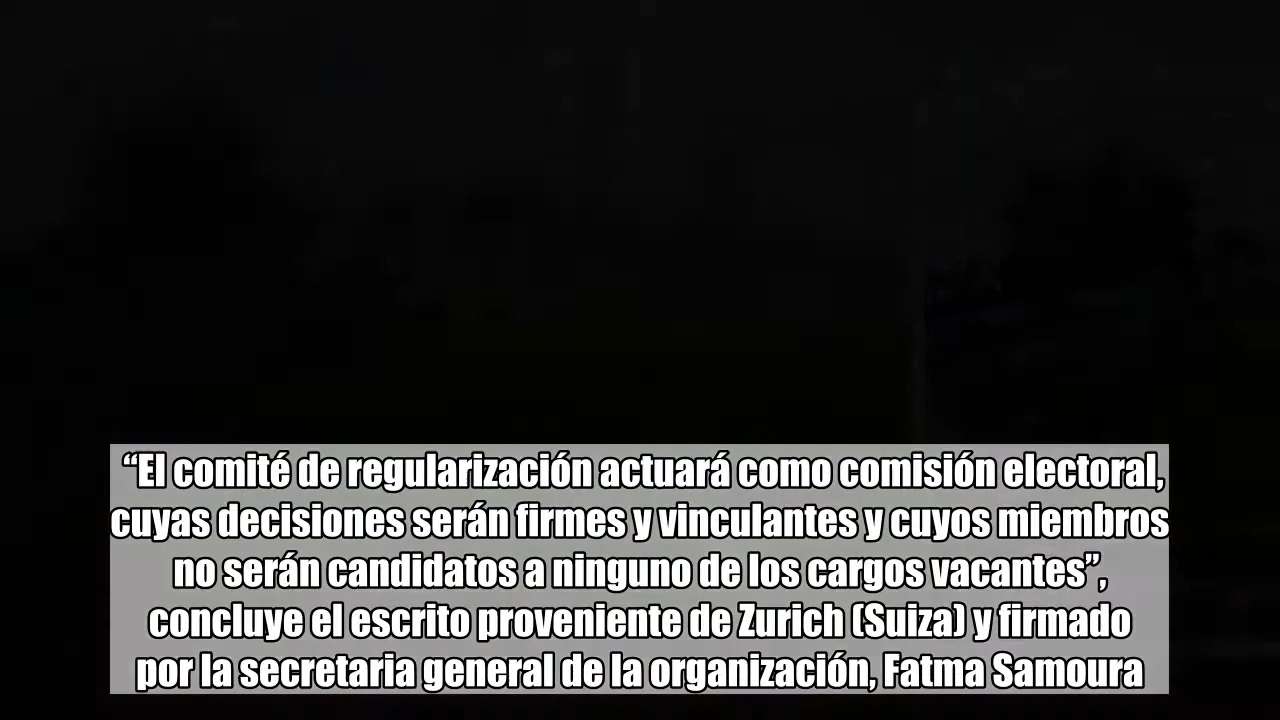 “El comité de regularización actuará como comisión electoral,
cuyas decisiones serán firmes y vinculantes y cuyos miembros
no serán candidatos a ninguno de los cargos vacantes”,
concluye el escrito proveniente de Zurich (Suiza) y firmado
por la secretaria general de la organización, Fatma Samoura